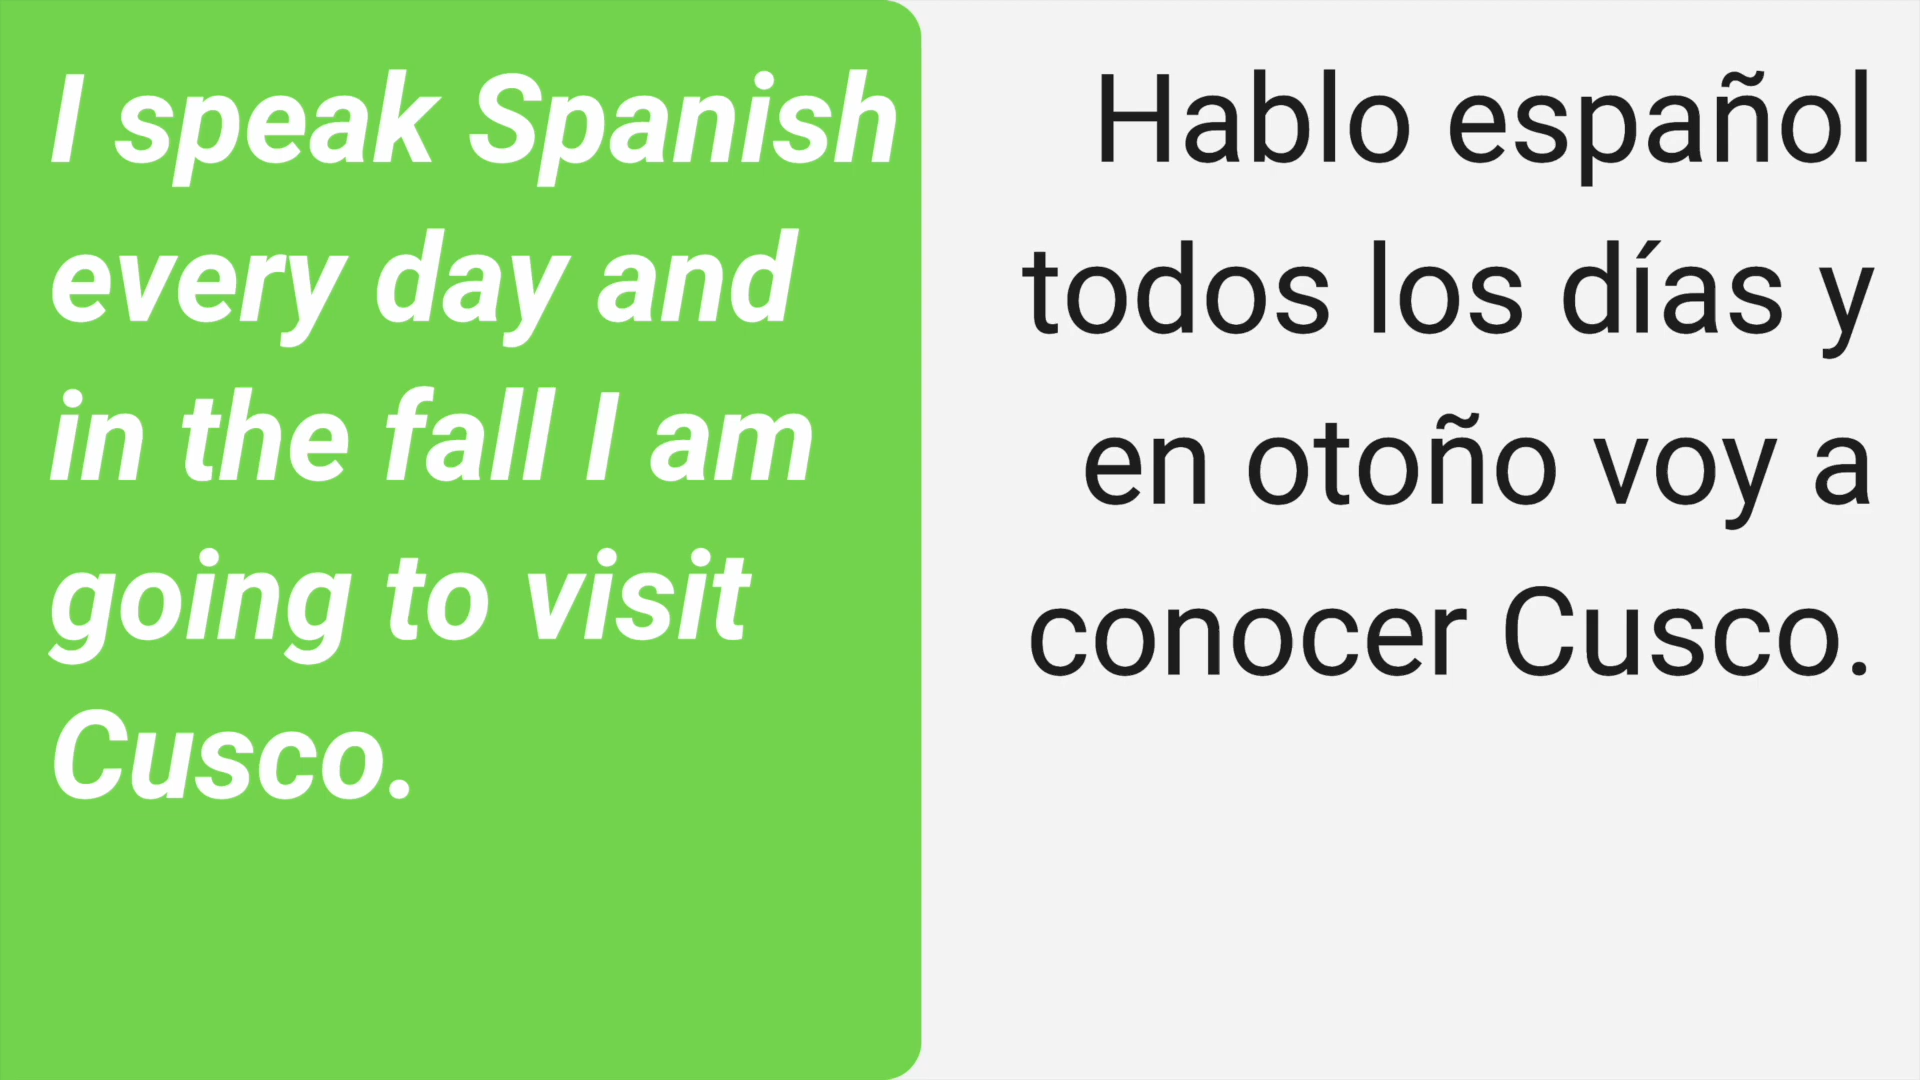 I speak Spanish
every day and
in the fall I am
going to visit
Cusco.
Hablo español
todos los días y
en otoño voy a
conocer Cusco.